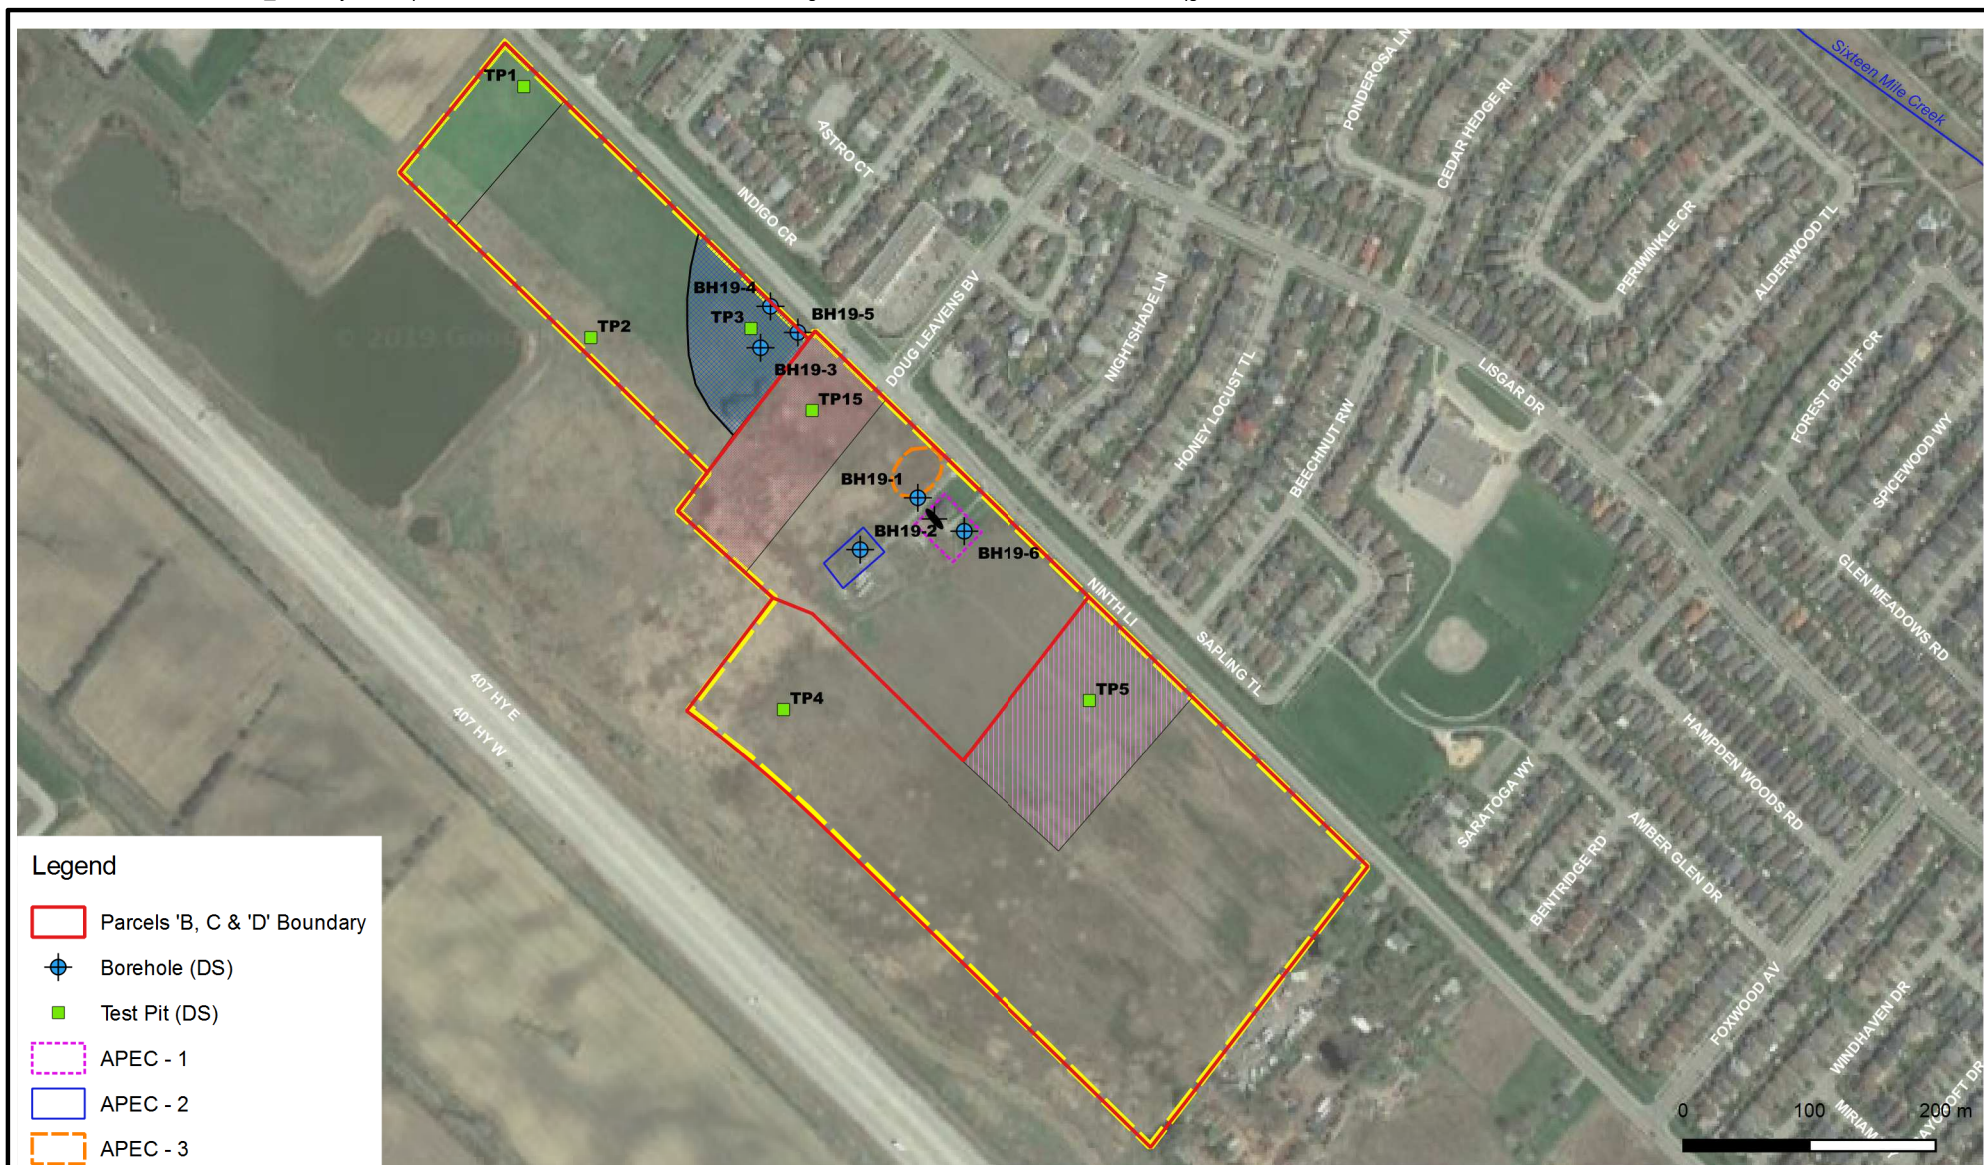 Sixteen Mile Creek
PONDEROSA LN
CEDAR HEDGE RI
TP1
ASTRO CT
INDIGO CR
PERIWINKLE CR
ALDERWOOD TL
BH19-4
DOUG LEAVENS BV
NIGHTSHADE LN
TP3
BH19-5
TP2
BH19-3
LISGAR DR
FOREST BLUFF CR
TP15
HONEY LOCUST TL
BEECHNUT RW
SPICEWOOD WY
BH19-1
BH19-2
BH19-6
NINTH LI
GLEN MEADOWS RD
SAPLING TL
407 HY E
407 HY W
TP4
TP5
HAMPDEN WOODS RD
SARATOGA WY
AMBER GLEN DR
BENTRIDGE RD
FOXWOOD AV
WINDHAVEN DR
Legend
Parcels 'B, C & 'D' Boundary
Borehole (DS)
Test Pit (DS)
APEC - 1
APEC - 2
APEC - 3
0 100 200 m